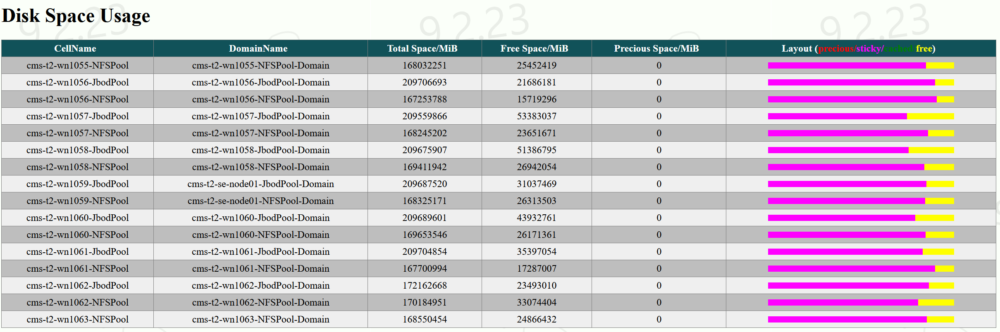 Disk Space Usage
9.2.23 9.2.23 9.2.23
CellName DomainName Total Space/MiB Free Space/MiB Precious Space/MiB Layout (precious/sticky/cached/free)
cms-t2-wn1055-NFSPool cms-t2-wn1055-NFSPool-Domain 168032251 25452419 0
cms-t2-wn1056-JbodPool cms-t2-wn1056-JbodPool-Domain 209706693 21686181 0
cms-t2-wn1056-NFSPool cms-t2-wn1056-NFSPool-Domain 167253788 15719296 0
cms-t2-wn1057-JbodPool cms-t2-wn1057-JbodPool-Domain 209559866 53383037 0
cms-t2-wn1057-NFSPool cms-t2-wn1057-NFSPool-Domain 168245202 23651671 0
cms-t2-wn1058-JbodPool cms-t2-wn1058-JbodPool-Domain 209675907 51386795 0
cms-t2-wn1058-NFSPool cms-t2-wn1058-NFSPool-Domain 169411942 26942054 0
cms-t2-wn1059-JbodPool cms-t2-se-node01-JbodPool-Domain 209687520 31037469 0
cms-t2-wn1059-NFSPool cms-t2-se-node01-NFSPool-Domain 168325171 26313503 0
cms-t2-wn1060-JbodPool cms-t2-wn1060-JbodPool-Domain 209689601 43932761 0
cms-t2-wn1060-NFSPool cms-t2-wn1060-NFSPool-Domain 169653546 26171361 0
cms-t2-wn1061-JbodPool cms-t2-wn1061-JbodPool-Domain 209704854 35397054 0
cms-t2-wn1061-NFSPool cms-t2-wn1061-NFSPool-Domain 167700994 17287007 0
cms-t2-wn1062-JbodPool cms-t2-wn1062-JbodPool-Domain 172162668 23493010 0
cms-t2-wn1062-NFSPool cms-t2-wn1062-NFSPool-Domain 170184951 33074404 0
cms-t2-wn1063-NFSPool cms-t2-wn1063-NFSPool-Domain 168550454 24866432 0